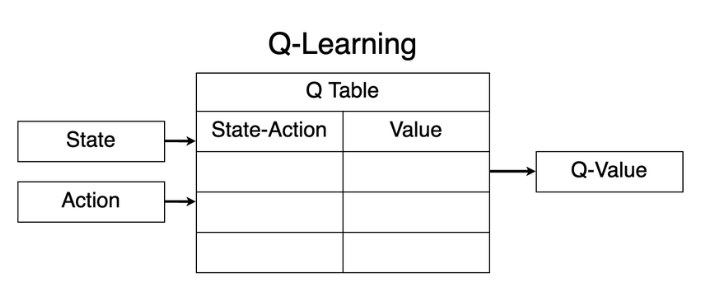 Q-Learning
Q Table
State-Action Value
State
Action
Q-Value